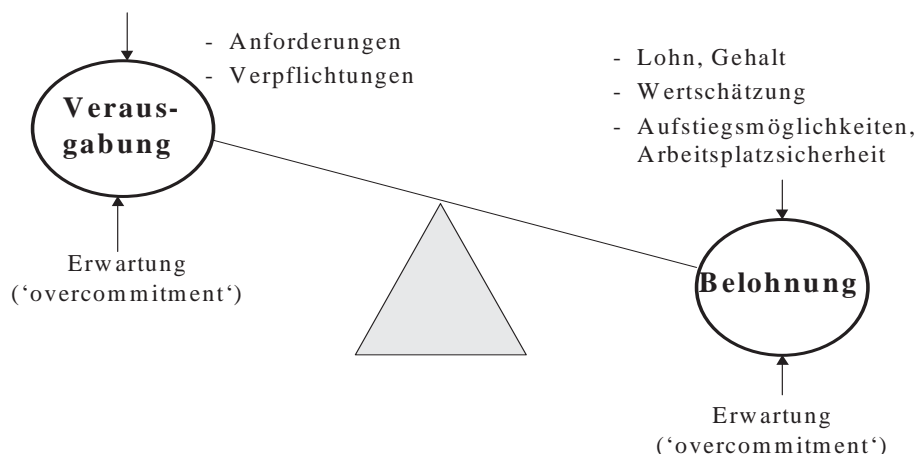 - Anforderungen
- Verpflichtungen
Veraus-
gabung
- Lohn, Gehalt
- Wertschätzung
- Aufstiegsmöglichkeiten,
Arbeitsplatzsicherheit
Erwartung
(‘overcommitment‘)
Belohnung
Erwartung
(‘overcommitment‘)